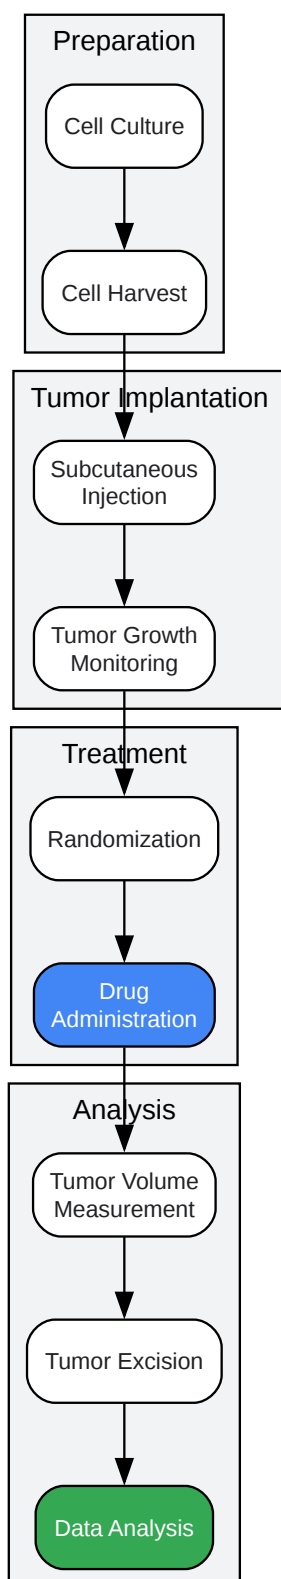 Preparation
Cell Culture
Cell Harvest
Tumor Implantation
Subcutaneous
Injection
Tumor Growth
Monitoring
Treatment
Randomization
Drug
Administration
Analysis
Tumor Volume
Measurement
Tumor Excision
Data Analysis